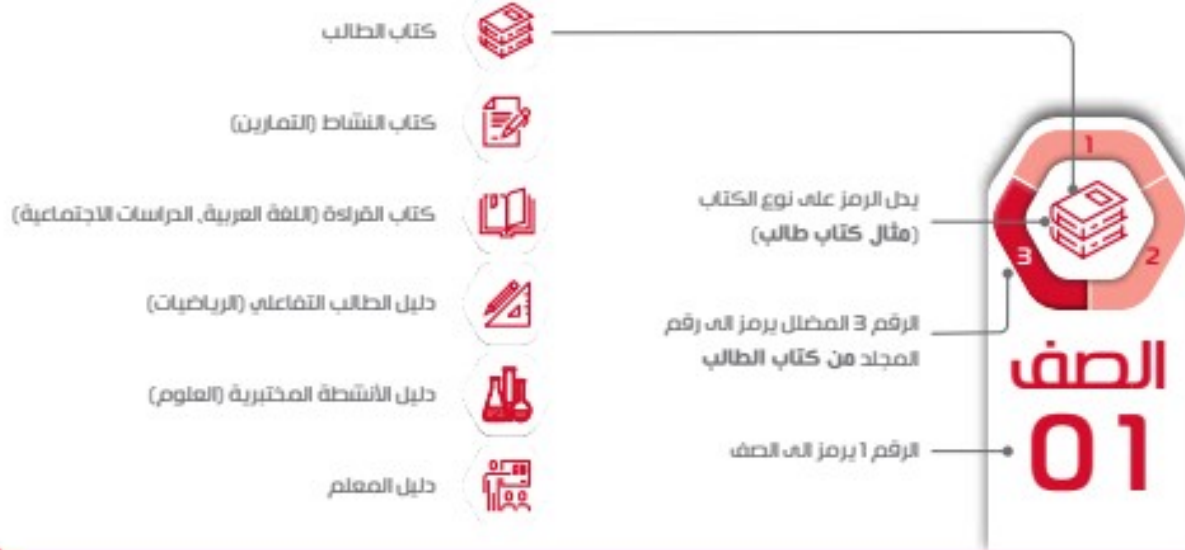 1
2
3
الصف
01
يدل الرمز على نوع الكتاب
(مثال كتاب طالب)
الرقم 3 المضلل يرمز الى رقم
المجلد من كتاب الطالب
الرقم 1 يرمز الى الصف
كتاب الطالب
كتاب النشاط (التمارين)
كتاب القراءة (اللغة العربية، الدراسات الاجتماعية)
دليل الطالب التفاعلي (الرياضيات)
دليل الأنشطة المختبرية (العلوم)
دليل المعلم